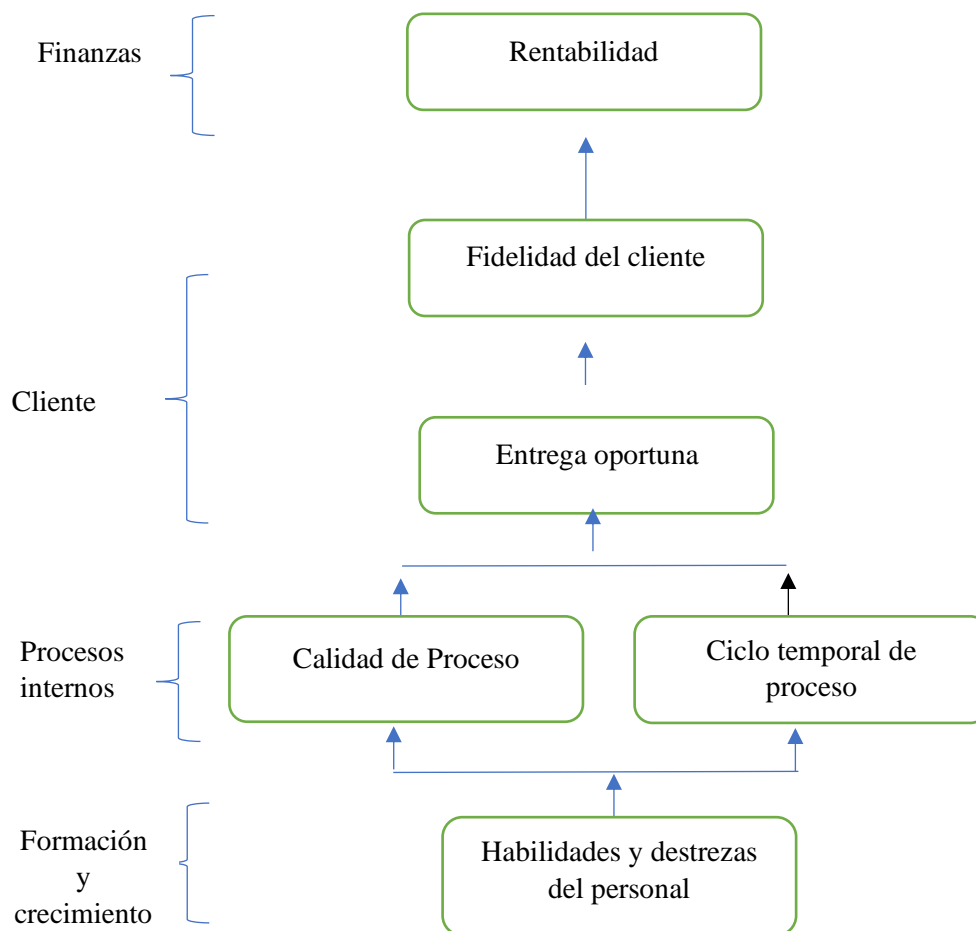 Finanzas
Rentabilidad
Fidelidad del cliente
Cliente
Entrega oportuna
Procesos
internos
Calidad de Proceso
Ciclo temporal de
proceso
Formación
y
crecimiento
Habilidades y destrezas
del personal